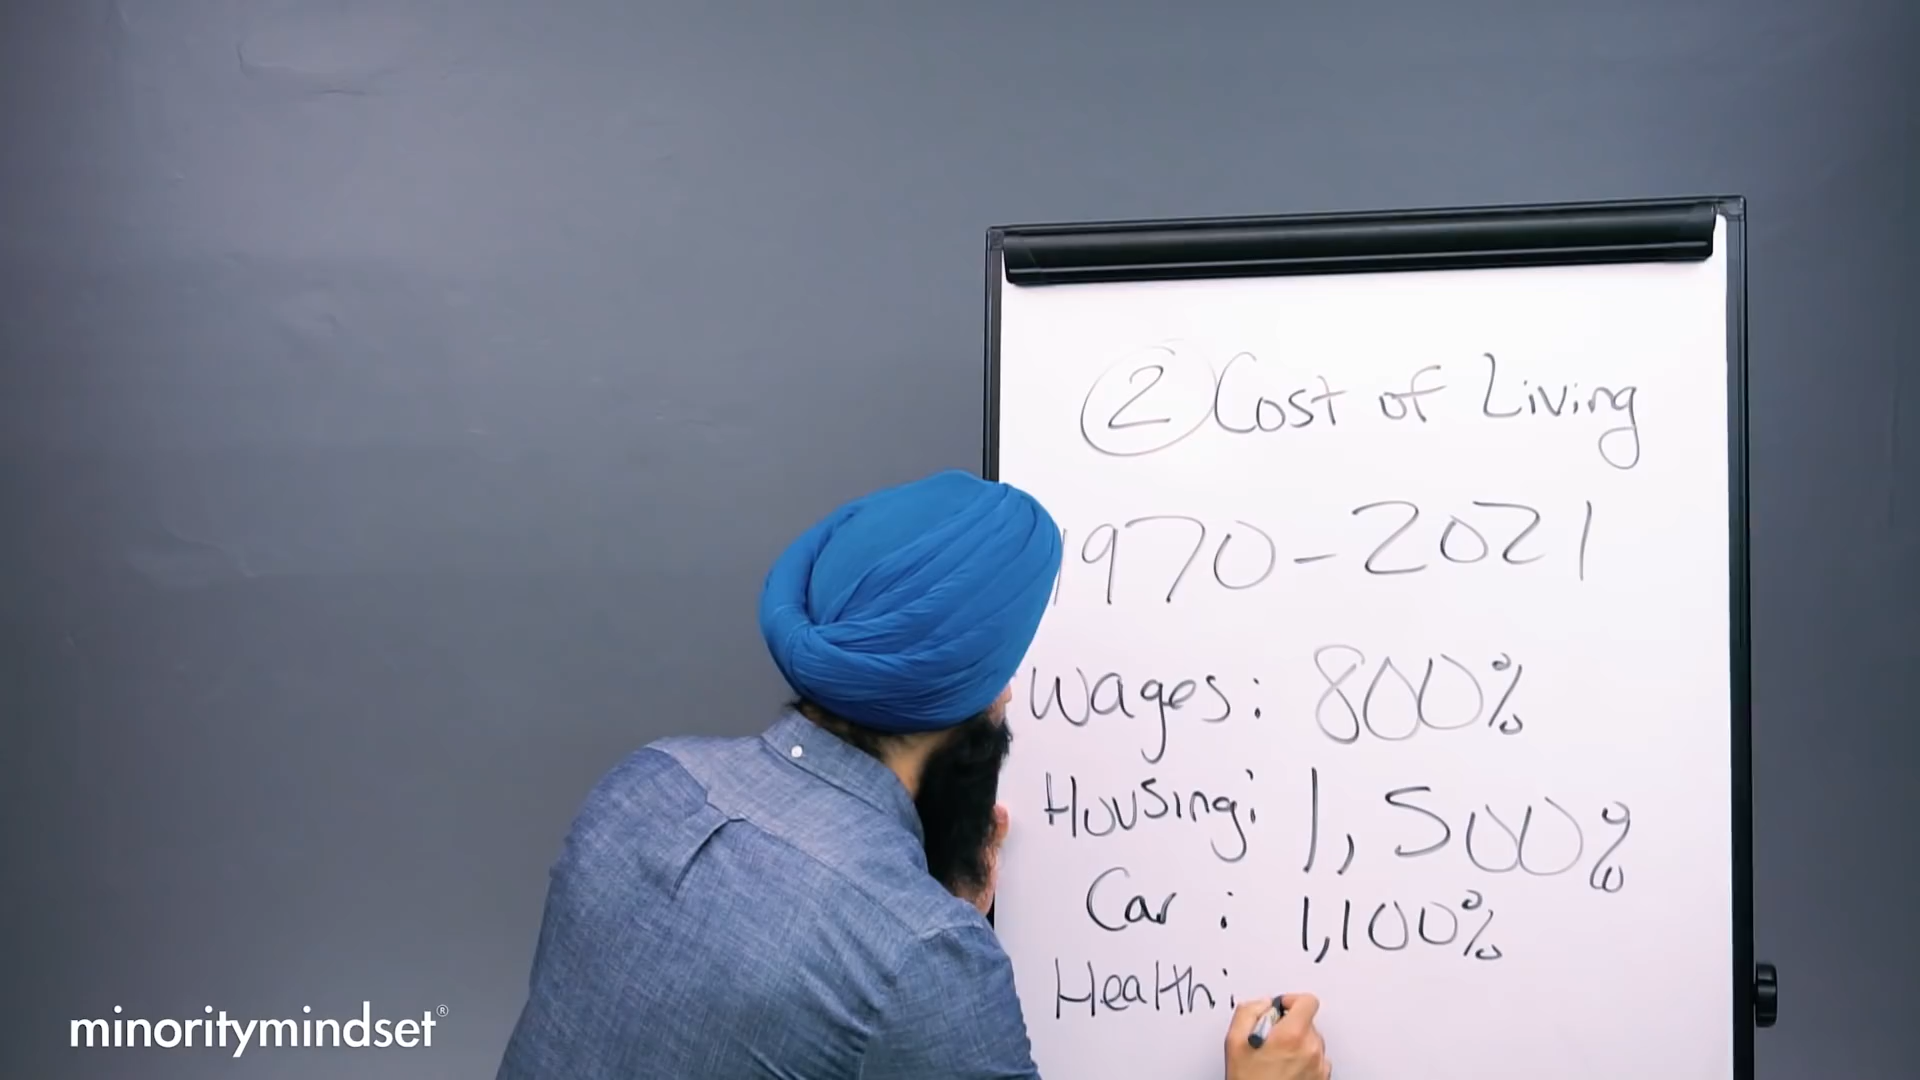 2 Cost of Living
1970-2021
Wages: 800%
Housing: 1,500%
Car: 1,100%
Health:
minoritymindset®